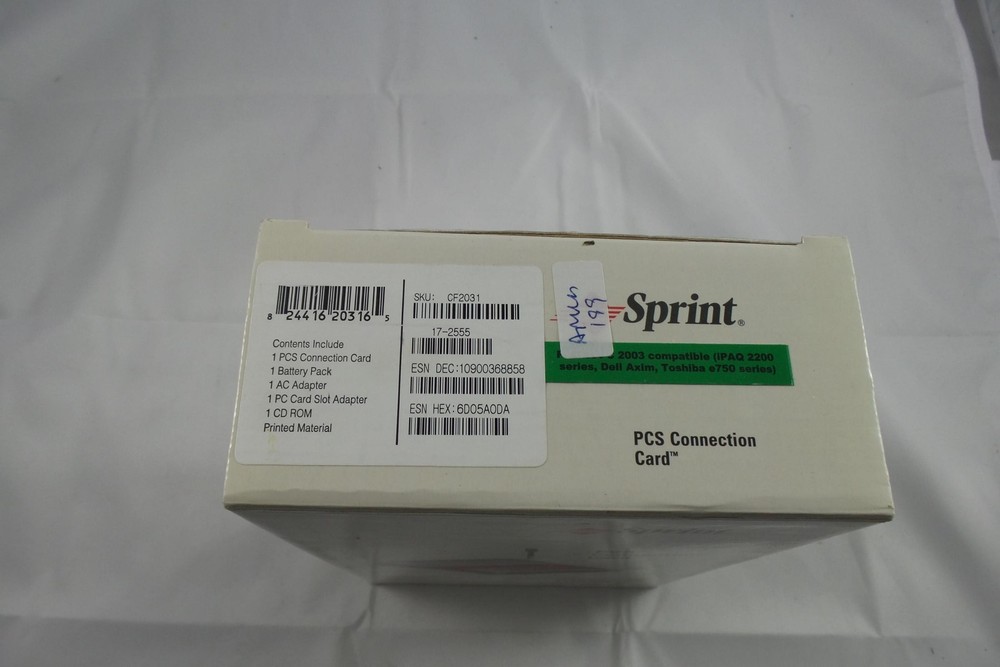 8 24416 20316 5
Contents Include
1 PCS Connection Card
1 Battery Pack
1 AC Adapter
1 PC Card Slot Adapter
1 CD ROM
Printed Material
SKU: CF2031
17-2555
ESN DEC:10900368858
ESN HEX:6D05A0DA
199
Sprint®
2003 compatible (iPAQ 2200
series, Dell Axim, Toshiba e750 series)
PCS Connection
Card™